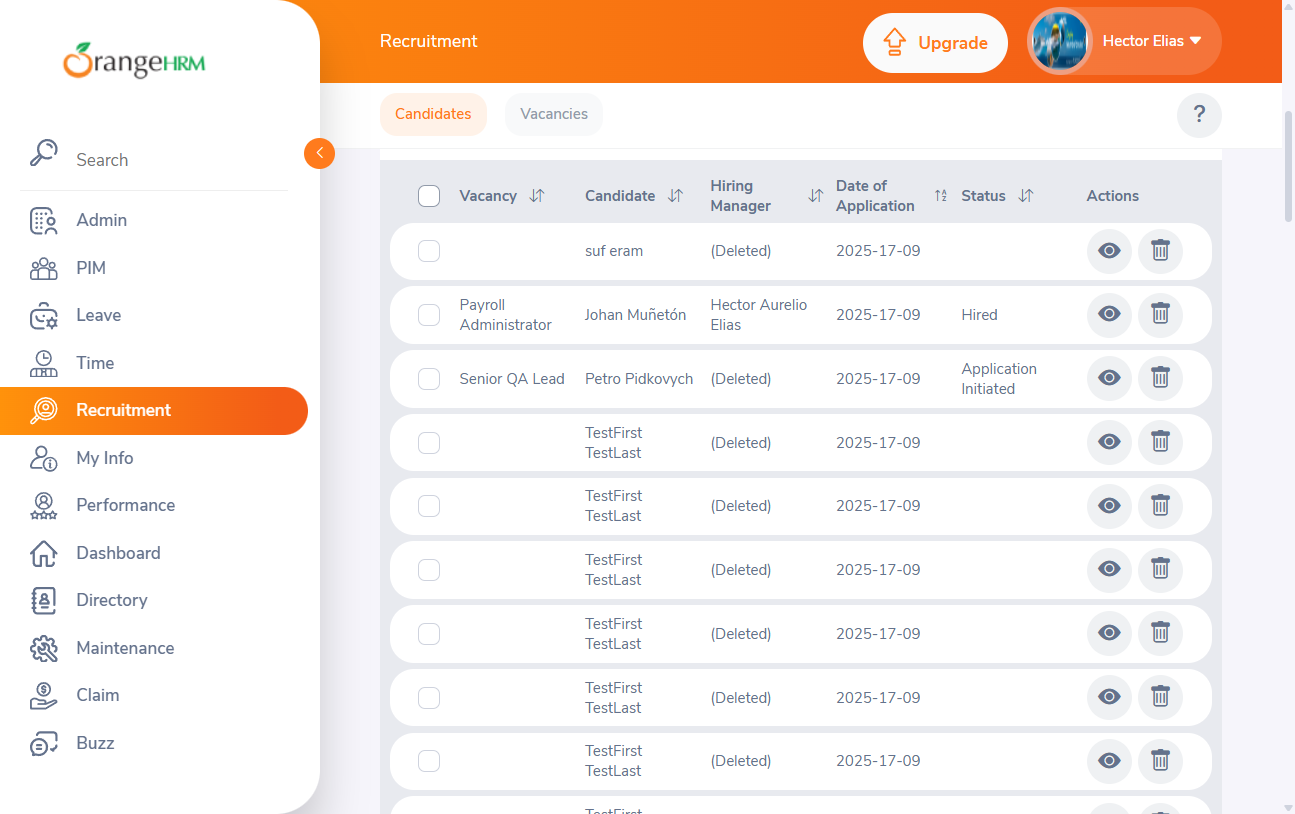 OrangeHRM
Recruitment
Upgrade
Hector Elias
Candidates
Vacancies
?
Search
Admin
PIM
Leave
Time
Recruitment
My Info
Performance
Dashboard
Directory
Maintenance
Claim
Buzz
Vacancy
Candidate
Hiring
Manager
Date of
Application
Status
Actions
suf eram
(Deleted)
2025-17-09
Payroll
Administrator
Johan Muñetón
Hector Aurelio
Elias
2025-17-09
Hired
Senior QA Lead
Petro Pidkovych
(Deleted)
2025-17-09
Application
Initiated
TestFirst
TestLast
(Deleted)
2025-17-09
TestFirst
TestLast
(Deleted)
2025-17-09
TestFirst
TestLast
(Deleted)
2025-17-09
TestFirst
TestLast
(Deleted)
2025-17-09
TestFirst
TestLast
(Deleted)
2025-17-09
TestFirst
TestLast
(Deleted)
2025-17-09